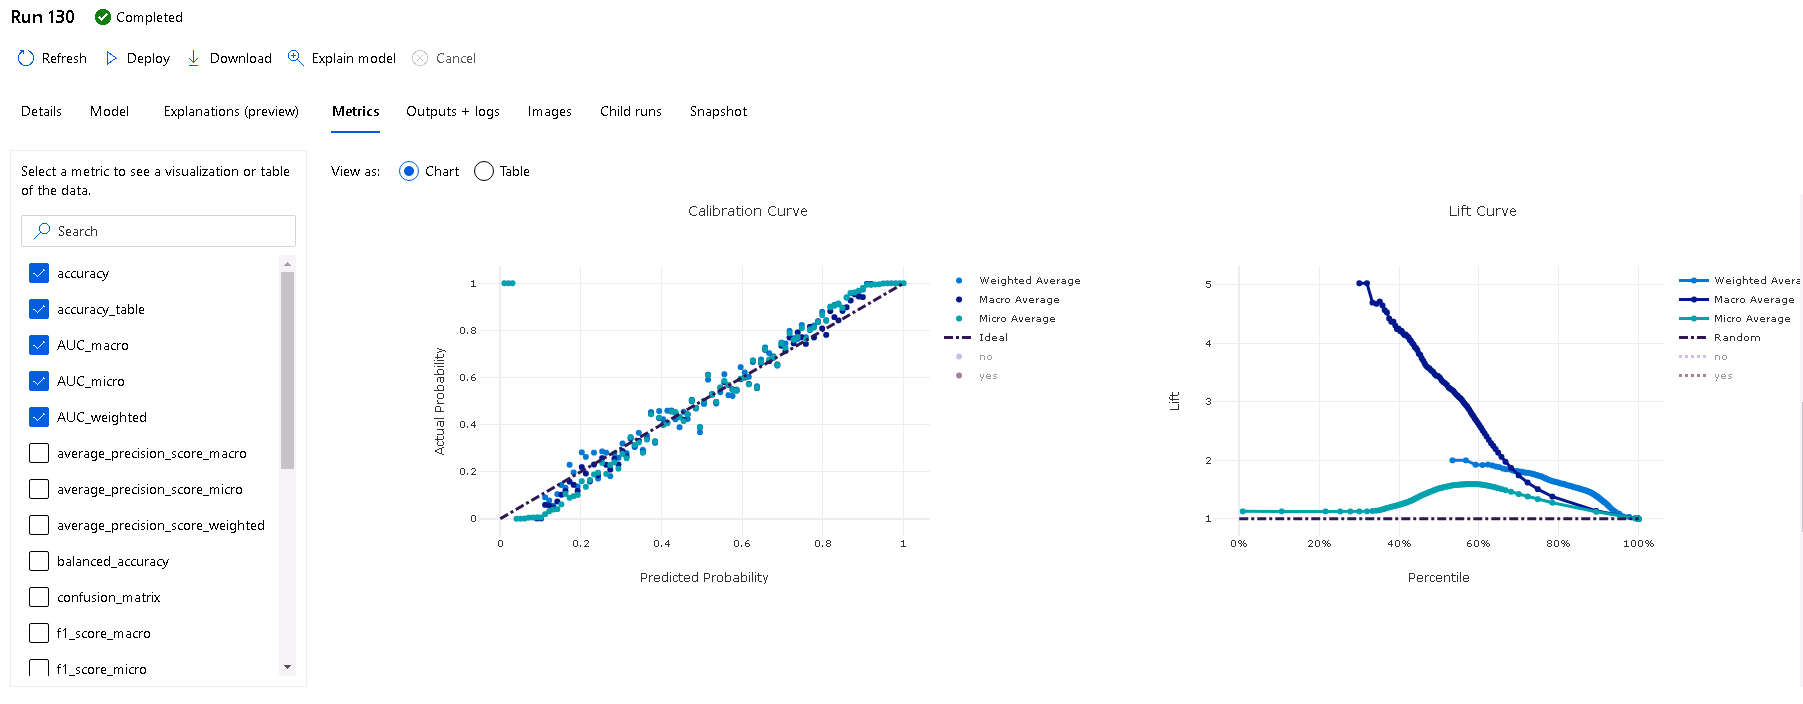 Run 130 Completed
Refresh Deploy Download Explain model Cancel
Details Model Explanations (preview) Metrics Outputs + logs Images Child runs Snapshot
Select a metric to see a visualization or table
of the data.
Search
accuracy
accuracy_table
AUC_macro
AUC_micro
AUC_weighted
average_precision_score_macro
average_precision_score_micro
average_precision_score_weighted
balanced_accuracy
confusion_matrix
f1_score_macro
f1_score_micro
View as: Chart Table
Calibration Curve
1
0.8
0.6
0.4
0.2
0
0 0.2 0.4 0.6 0.8 1
Actual Probability
Predicted Probability
Weighted Average
Macro Average
Micro Average
Ideal
no
yes
Lift Curve
5
4
3
2
1
0% 20% 40% 60% 80% 100%
Lift
Percentile
Weighted Avera
Macro Average
Micro Average
Random
no
yes